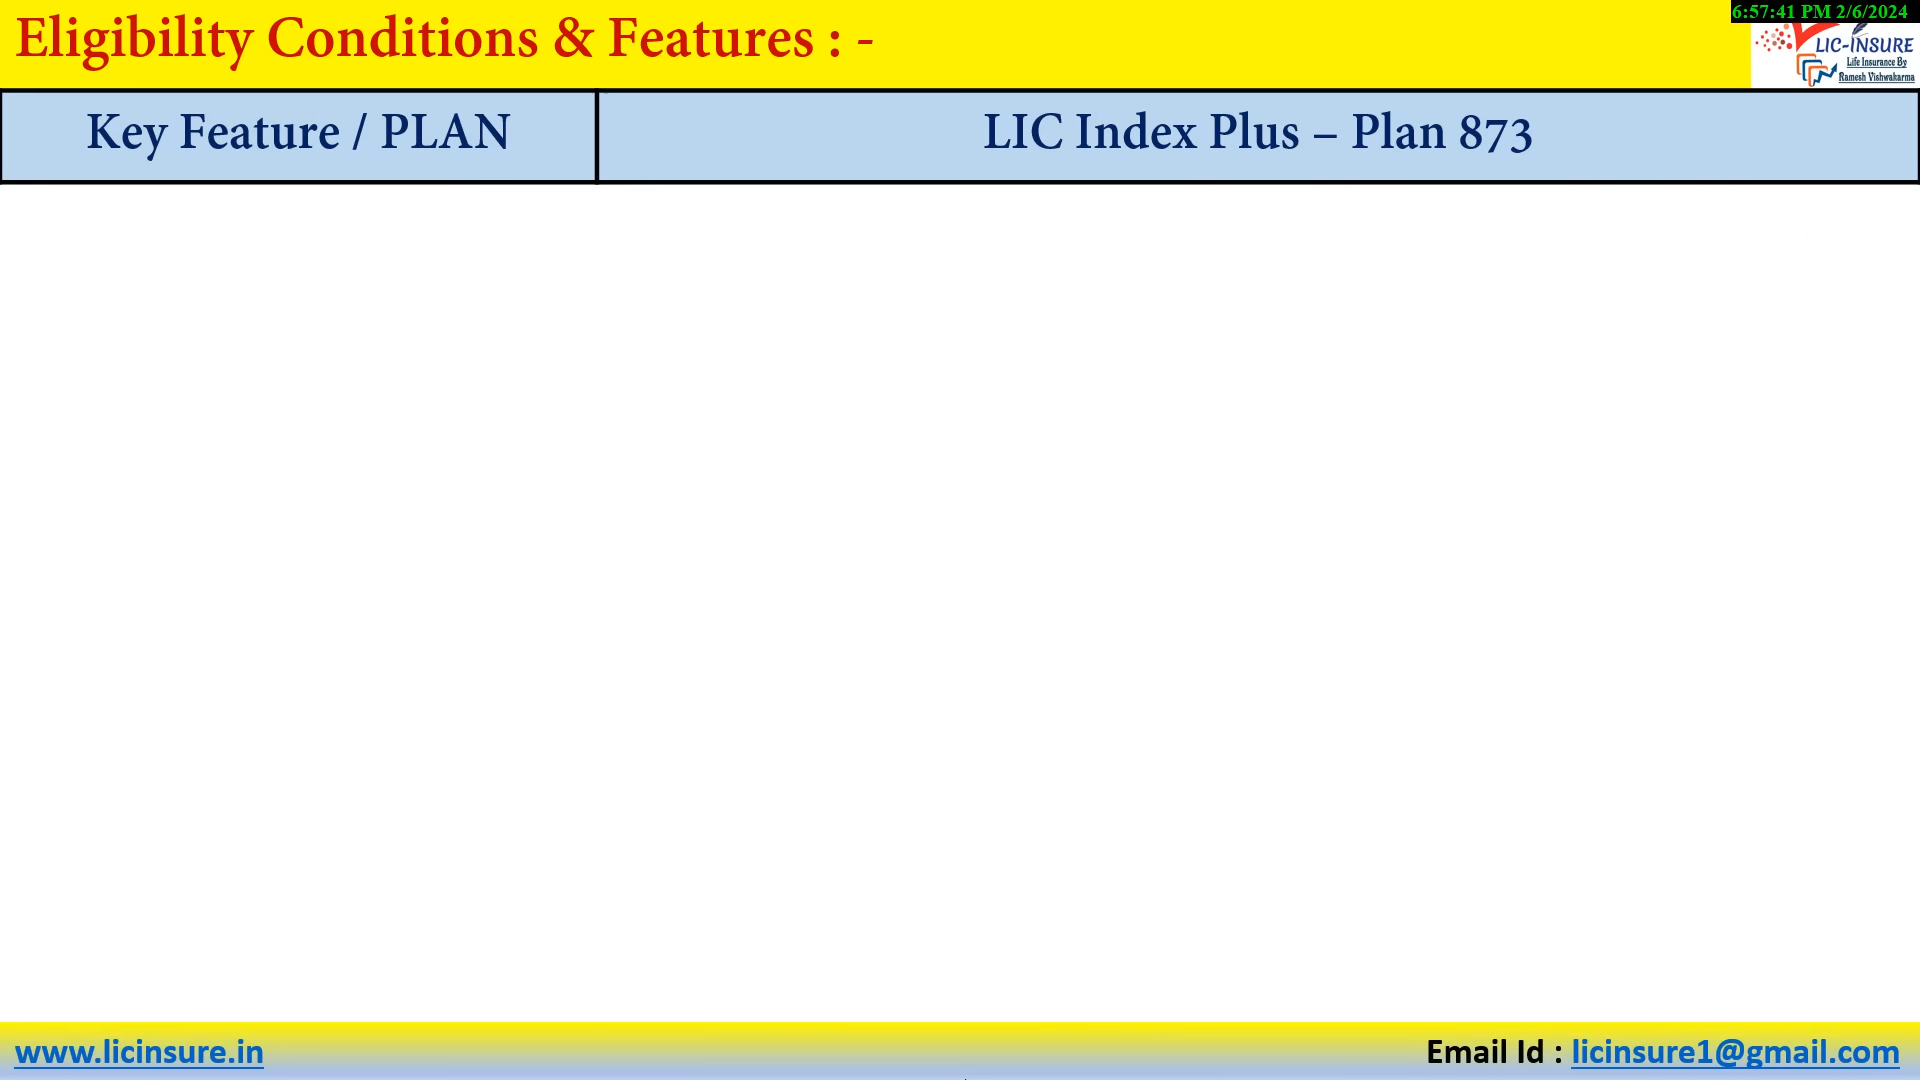 6:57:41 PM 2/6/2024
Eligibility Conditions & Features : -
LIC-INSURE
Life Insurance By
Ramesh Vishwakarma
Key Feature / PLAN
LIC Index Plus – Plan 873
www.licinsure.in
Email Id : licinsure1@gmail.com